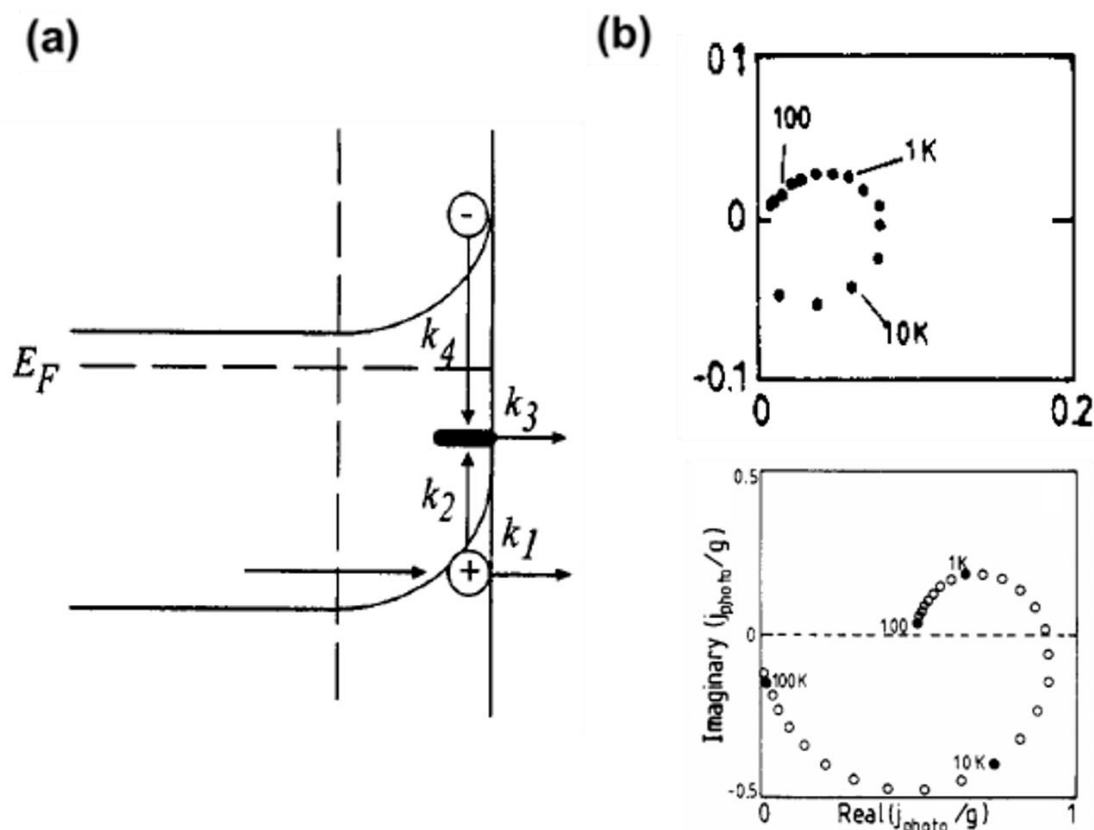 (a)
E_F
k_4
k_3
k_2
k_1
-
+
(b)
0.1
0
-0.1
0
0.2
100
1K
10K
Imaginary (j_photo/g)
0.5
0
-0.5
1K
100
100K
10K
0
Real(j_photo/g)
1